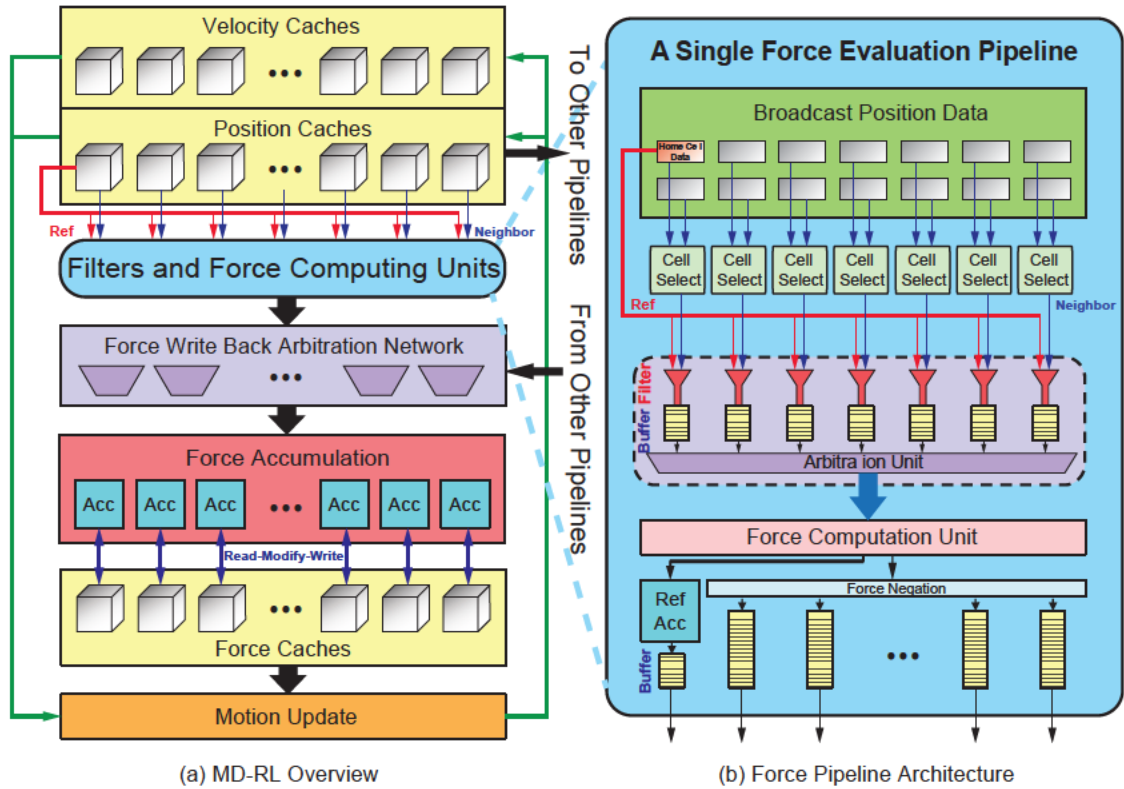 Velocity Caches
Position Caches
Ref
Neighbor
Filters and Force Computing Units
Force Write Back Arbitration Network
Force Accumulation
Acc Acc Acc Acc Acc Acc
Read-Modify-Write
Force Caches
Motion Update
(a) MD-RL Overview
To Other Pipelines
From Other Pipelines
A Single Force Evaluation Pipeline
Broadcast Position Data
Home Ce l
Data
Cell Cell Cell Cell Cell Cell Cell
Select Select Select Select Select Select Select
Ref
Neighbor
Buffer Filter
Arbitra ion Unit
Force Computation Unit
Ref
Acc
Force Negation
Buffer
(b) Force Pipeline Architecture